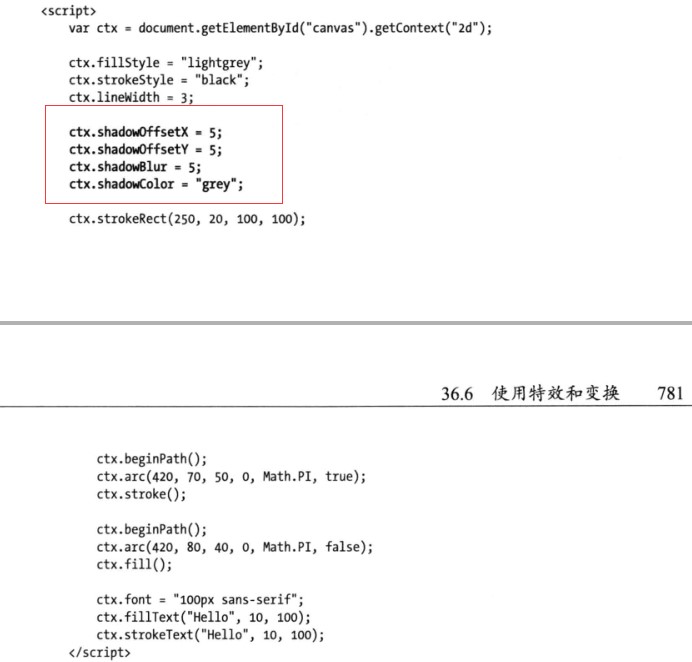 <script>
var ctx = document.getElementById("canvas").getContext("2d");
ctx.fillStyle = "lightgrey";
ctx.strokeStyle = "black";
ctx.lineWidth = 3;
ctx.shadowOffsetX = 5;
ctx.shadowOffsetY = 5;
ctx.shadowBlur = 5;
ctx.shadowColor = "grey";
ctx.strokeRect(250, 20, 100, 100);
36.6 使用特效和变换 781
ctx.beginPath();
ctx.arc(420, 70, 50, 0, Math.PI, true);
ctx.stroke();
ctx.beginPath();
ctx.arc(420, 80, 40, 0, Math.PI, false);
ctx.fill();
ctx.font = "100px sans-serif";
ctx.fillText("Hello", 10, 100);
ctx.strokeText("Hello", 10, 100);
</script>